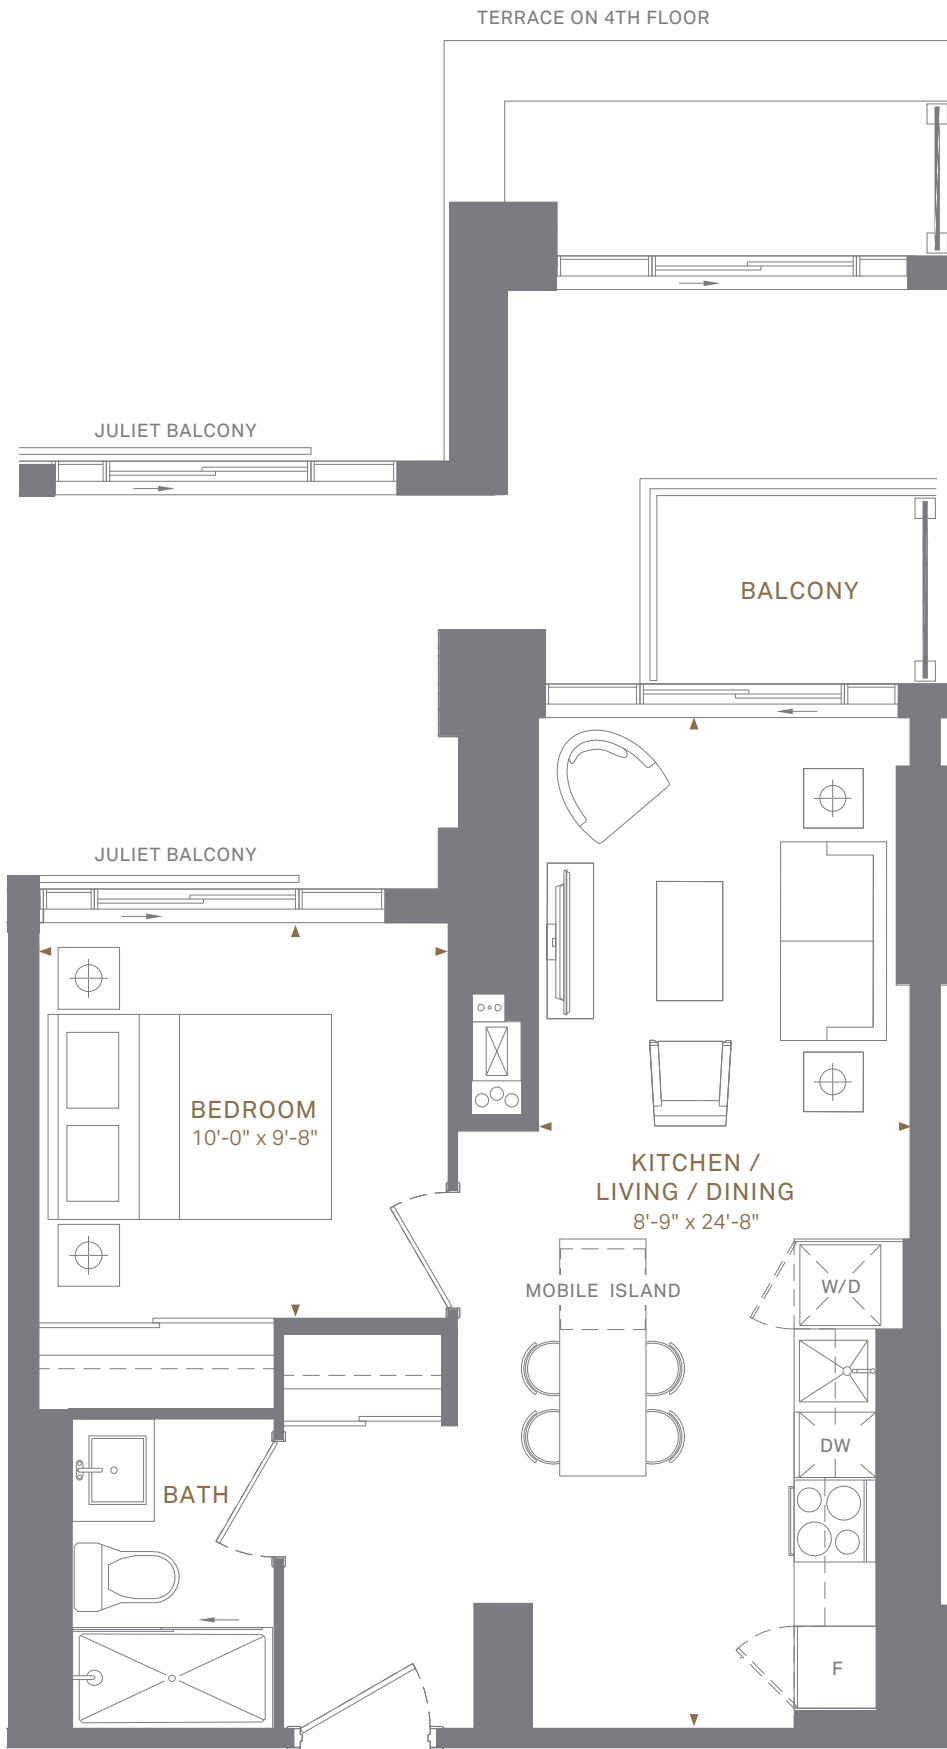 TERRACE ON 4TH FLOOR
JULIET BALCONY
BALCONY
JULIET BALCONY
BEDROOM
10'-0" x 9'-8"
KITCHEN /
LIVING / DINING
8'-9" x 24'-8"
MOBILE ISLAND
W/D
DW
BATH
F